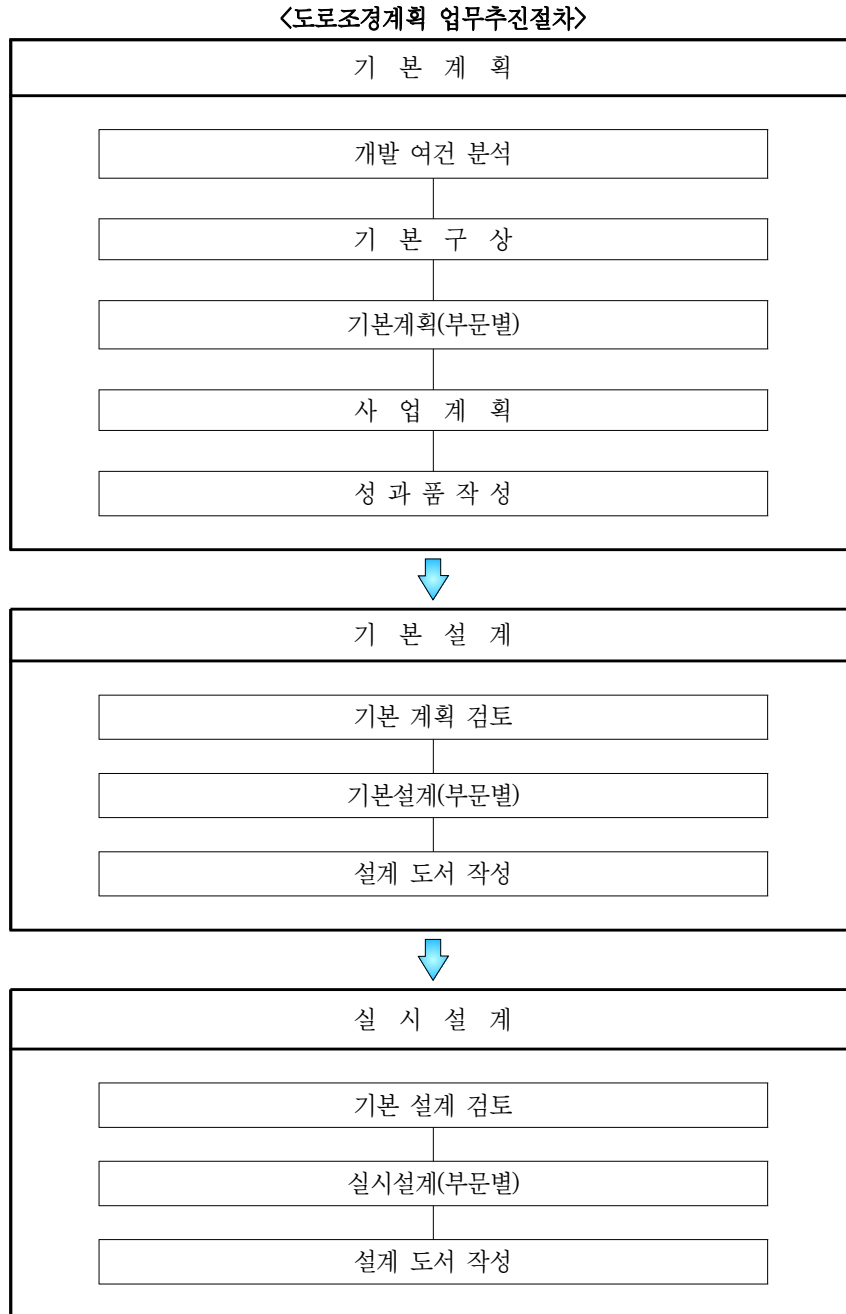 <도로조경계획 업무추진절차>
기 본 계 획
개발 여건 분석
기 본 구 상
기본계획(부문별)
사 업 계 획
성 과 품 작 성
기 본 설 계
기본 계획 검토
기본설계(부문별)
설계 도서 작성
실 시 설 계
기본 설계 검토
실시설계(부문별)
설계 도서 작성